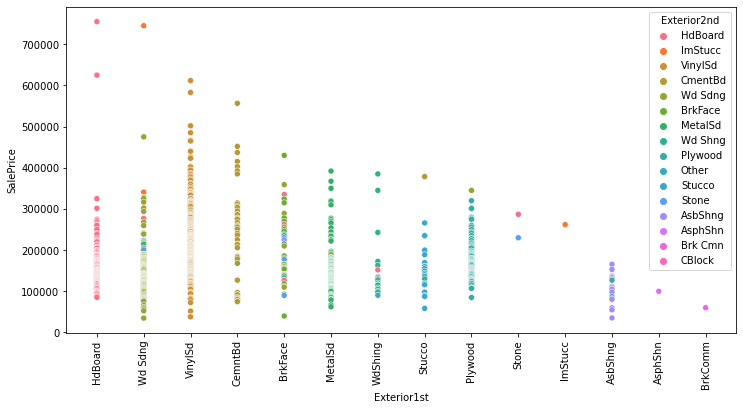 Exterior2nd
HdBoard
ImStucc
VinylSd
CmentBd
Wd Sdng
BrkFace
MetalSd
Wd Shng
Plywood
Other
Stucco
Stone
AsbShng
AsphShn
Brk Cmn
CBlock
SalePrice
700000
600000
500000
400000
300000
200000
100000
0
HdBoard
Wd Sdng
VinylSd
CemntBd
BrkFace
MetalSd
WdShing
Stucco
Plywood
Stone
ImStucc
AsbShng
AsphShn
BrkComm
Exterior1st